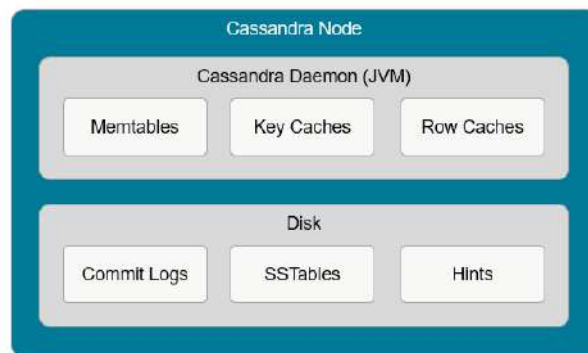 Cassandra Node
Cassandra Daemon (JVM)
Memtables
Key Caches
Row Caches
Disk
Commit Logs
SSTables
Hints